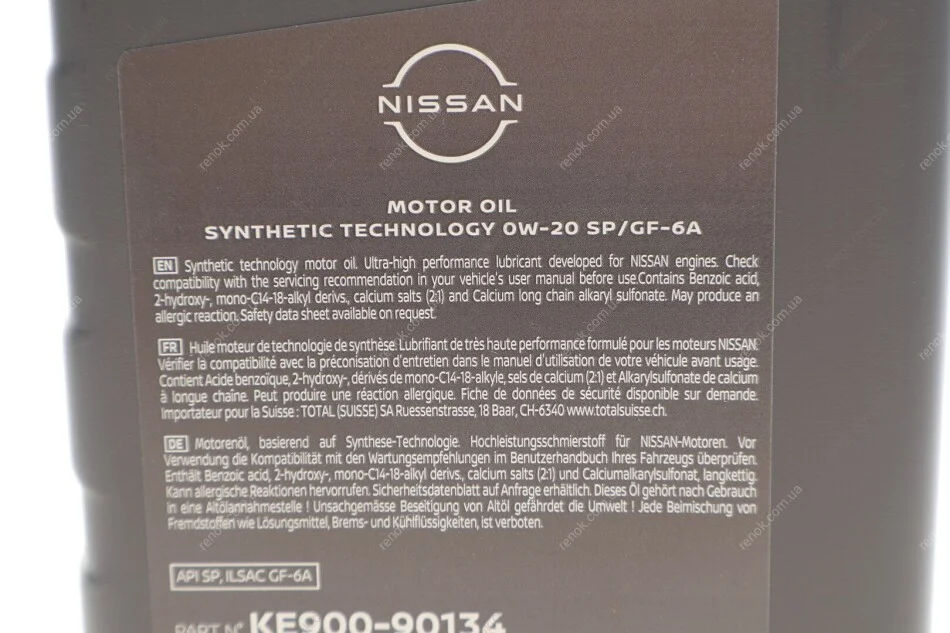 NISSAN
MOTOR OIL
SYNTHETIC TECHNOLOGY 0W-20 SP/GF-6A
EN Synthetic technology motor oil. Ultra-high performance lubricant developed for NISSAN engines. Check
compatibility with the servicing recommendation in your vehicle's user manual before use.Contains Benzoic acid,
2-hydroxy-, mono-C14-18-alkyl derivs., calcium salts (2:1) and Calcium long chain alkaryl sulfonate. May produce an
allergic reaction. Safety data sheet available on request.
FR Huile moteur de technologie de synthèse. Lubrifiant de très haute performance formulé pour les moteurs NISSAN.
Vérifier la compatibilité avec la préconisation d'entretien dans le manuel d'utilisation de votre véhicule avant usage.
Contient Acide benzoïque, 2-hydroxy-, dérivés de mono-C14-18-alkyle, sels de calcium (2:1) et Alkarylsulfonate de calcium
à longue chaine. Peut produire une réaction allergique. Fiche de données de sécurité disponible sur demande.
Importateur pour la Suisse : TOTAL (SUISSE) SA Ruessenstrasse, 18 Baar, CH-6340 www.totalsuisse.ch.
DE Motorenöl, basierend auf Synthese-Technologie. Hochleistungsschmierstoff für NISSAN-Motoren. Vor
Verwendung die Kompatibilität mit den Wartungsempfehlungen im Benutzerhandbuch Ihres Fahrzeugs überprüfen.
Enthält Benzoic acid, 2-hydroxy-, mono-C14-18-alkyl derivs., calcium salts (2:1) und Calciumalkarylsulfonat, langkettig.
Kann allergische Reaktionen hervorrufen. Sicherheitsdatenblatt auf Anfrage erhältlich. Dieses Öl gehört nach Gebrauch
in eine Altölannahmestelle ! Unsachgemässe Beseitigung von Altöl gefährdet die Umwelt ! Jede Beimischung von
Fremdstoffen wie Lösungsmittel, Brems- und Kühlflüssigkeiten, ist verboten.
API SP, ILSAC GF-6A
PART N° KE900-90134
renok.com.ua